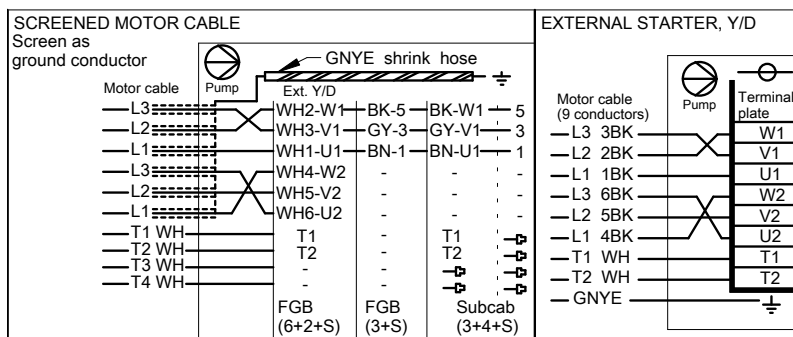 SCREENED MOTOR CABLE
Screen as
ground conductor
GNYE shrink hose
Motor cable
Pump
Ext. Y/D
L3 WH2-W1 BK-5 BK-W1 5
L2 WH3-V1 GY-3 GY-V1 3
L1 WH1-U1 BN-1 BN-U1 1
L3 WH4-W2 - - -
L2 WH5-V2 - - -
L1 WH6-U2 - - -
T1 WH T1 - T1
T2 WH T2 - T2
T3 WH - -
T4 WH - -
FGB
(6+2+S)
FGB
(3+S)
Subcab
(3+4+S)
EXTERNAL STARTER, Y/D
Motor cable
(9 conductors)
Pump
Terminal
plate
L3 3BK W1
L2 2BK V1
L1 1BK U1
L3 6BK W2
L2 5BK V2
L1 4BK U2
T1 WH T1
T2 WH T2
GNYE